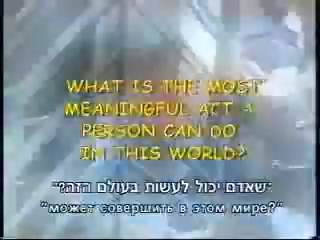 WHAT IS THE MOST
MEANINGFUL ACT A
PERSON CAN DO
IN THIS WORLD?
"שאדם יכול לעשות בעולם הזה?"
"может совершить в этом мире?"